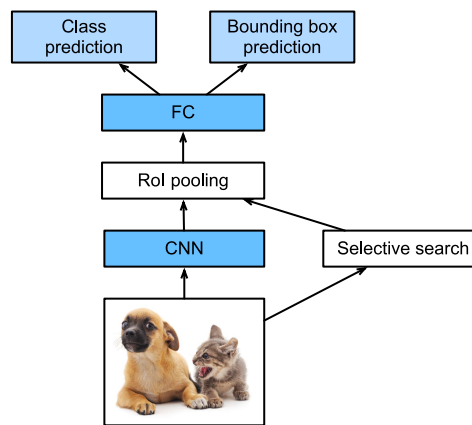 Class
prediction
Bounding box
prediction
FC
RoI pooling
CNN
Selective search